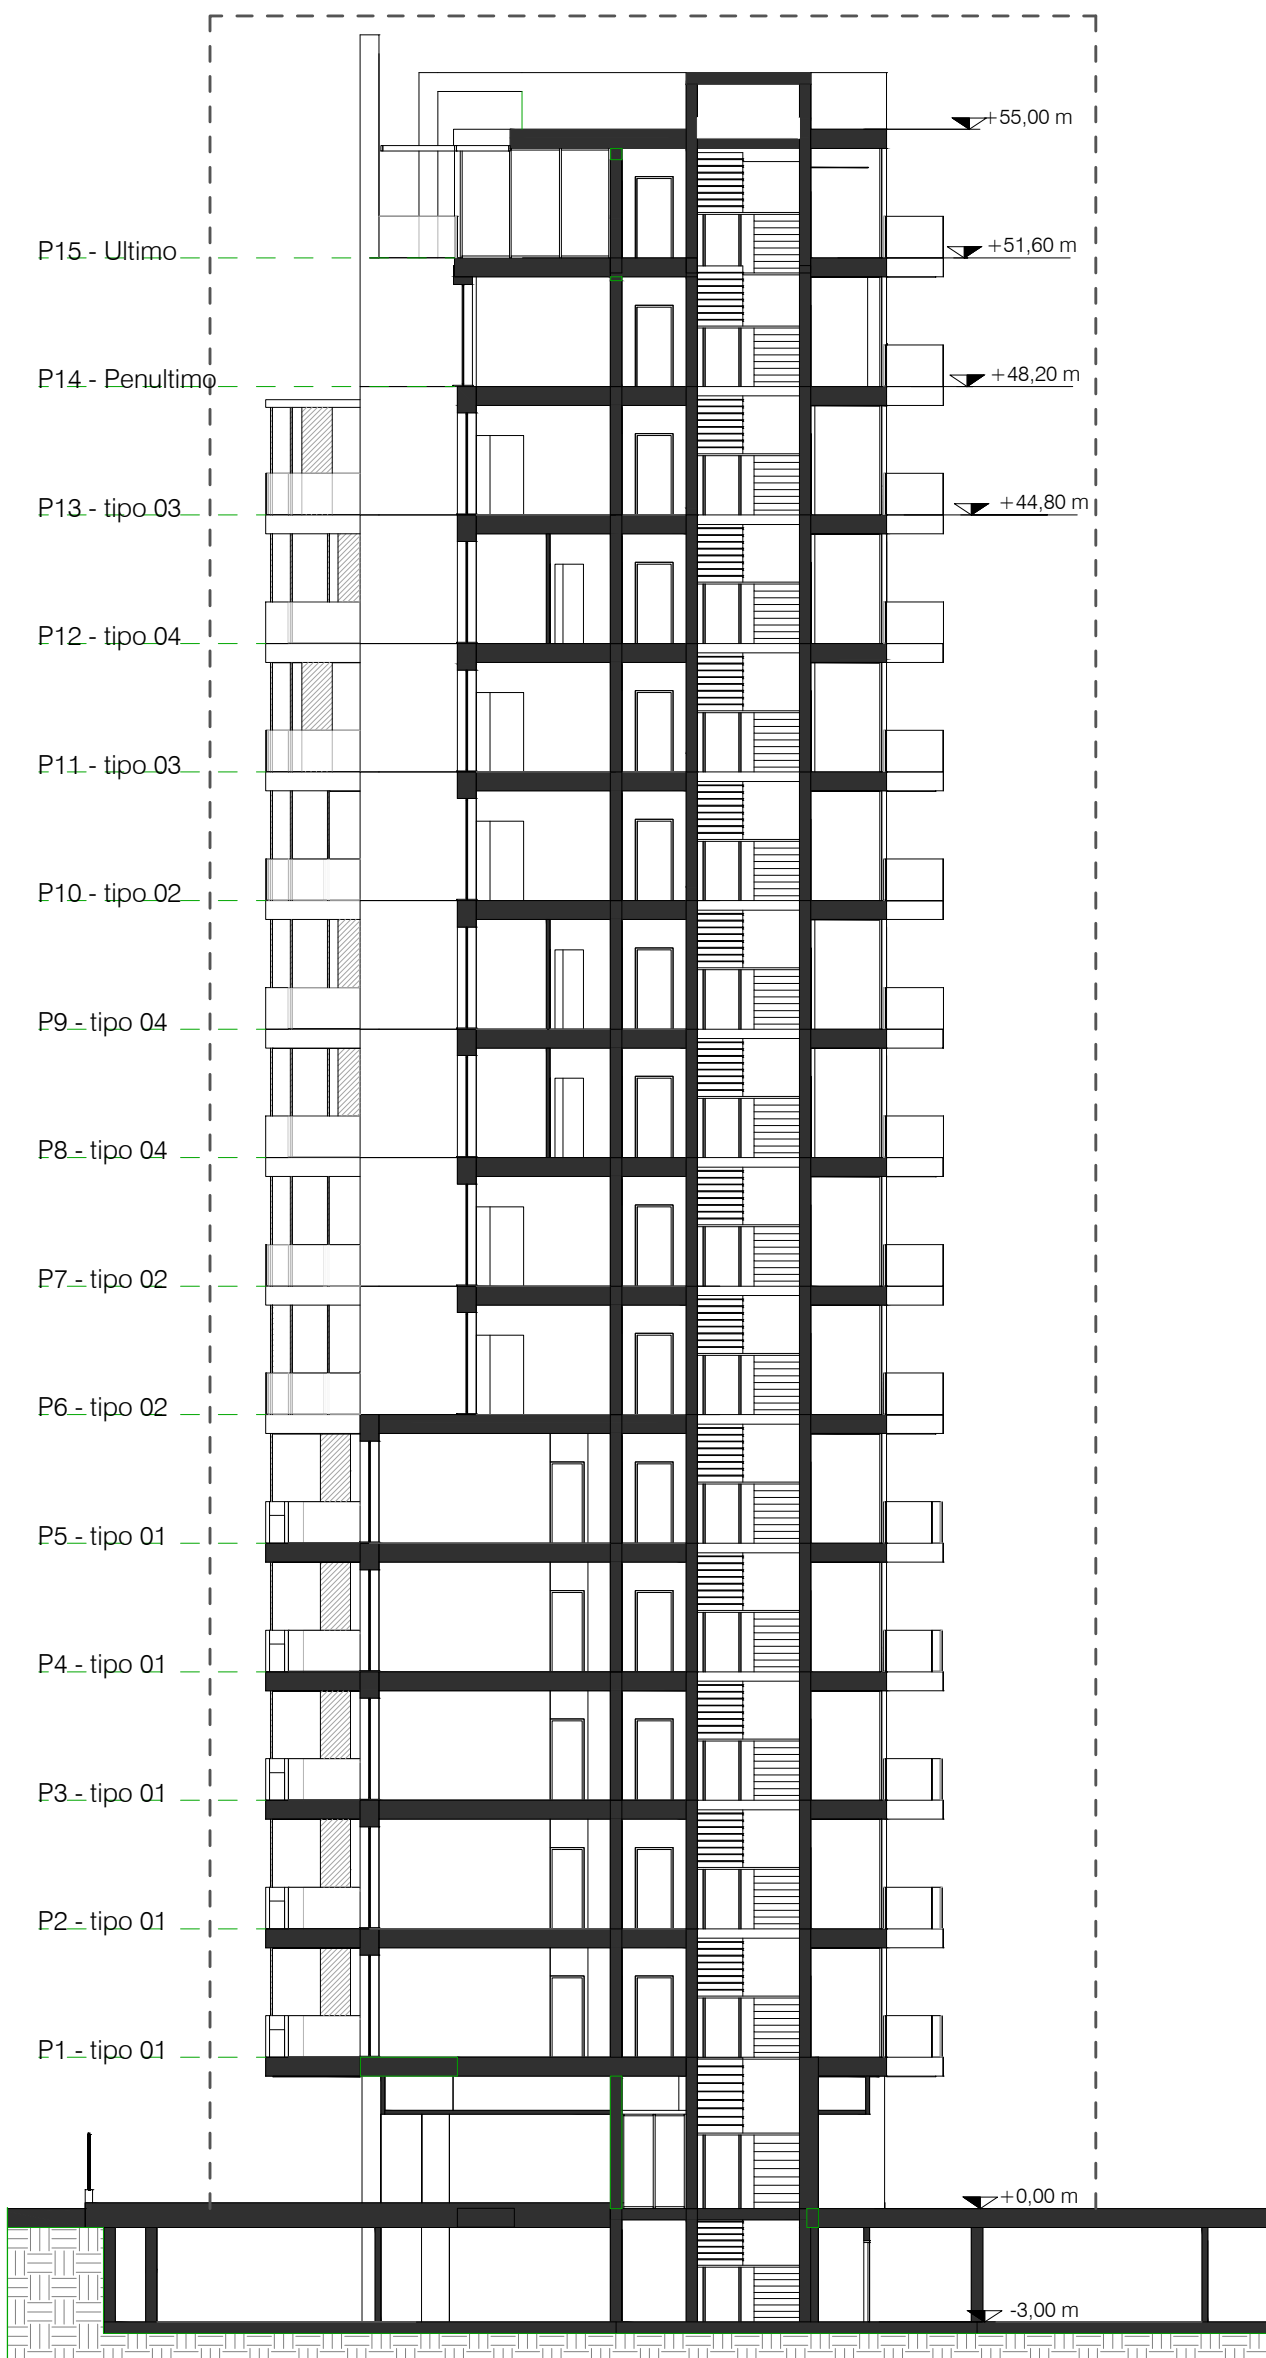 +55,00 m
P15 - Ultimo
+51,60 m
P14 - Penultimo
+48,20 m
P13 - tipo 03
+44,80 m
P12 - tipo 04
P11 - tipo 03
P10 - tipo 02
P9 - tipo 04
P8 - tipo 04
P7 - tipo 02
P6 - tipo 02
P5 - tipo 01
P4 - tipo 01
P3 - tipo 01
P2 - tipo 01
P1 - tipo 01
+0,00 m
-3,00 m